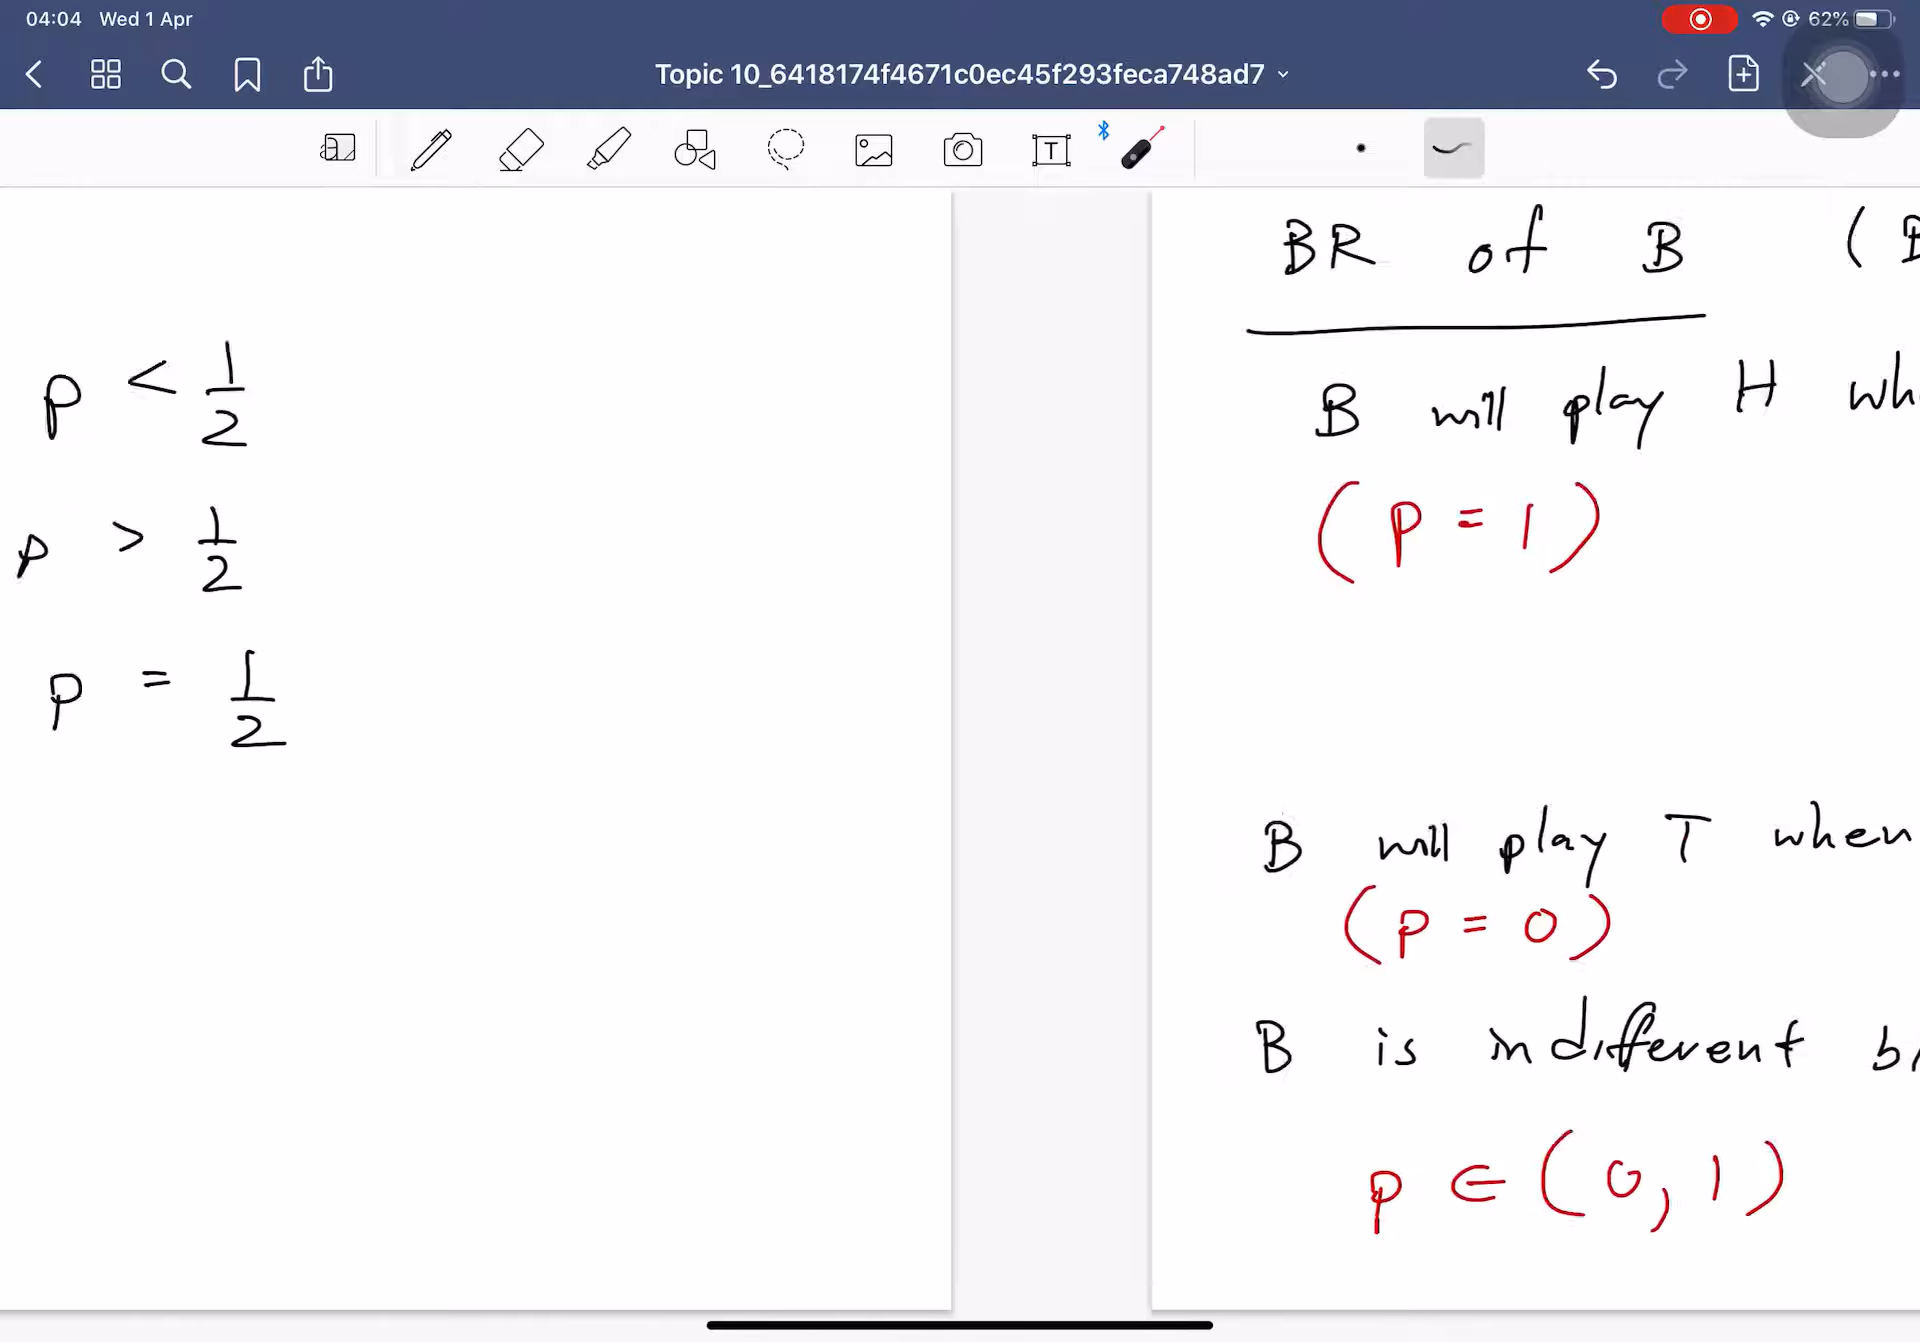 04:04 Wed 1 Apr
62%
Topic 10_6418174f4671c0ec45f293feca748ad7
p < 1/2
p > 1/2
p = 1/2
BR of B (
B will play H wh
(p = 1)
B will play T when
(p = 0)
B is indifferent
p ∈ (0, 1)